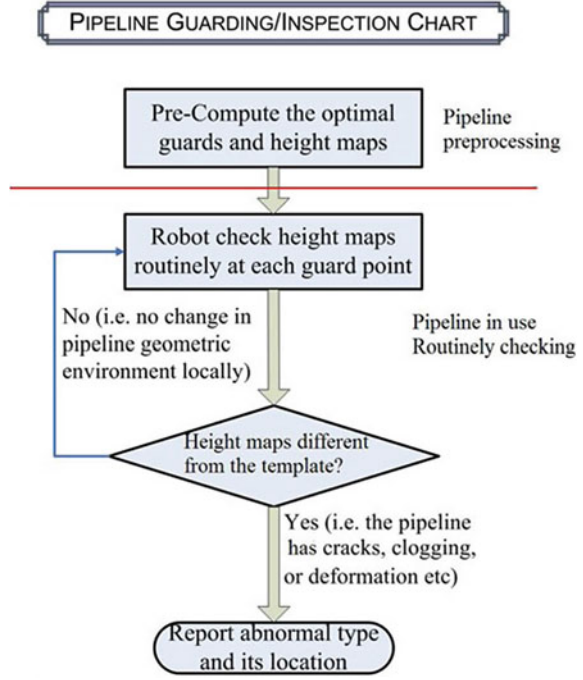 PIPELINE GUARDING/INSPECTION CHART
Pre-Compute the optimal
guards and height maps
Pipeline
preprocessing
Robot check height maps
routinely at each guard point
No (i.e. no change in
pipeline geometric
environment locally)
Pipeline in use
Routinely checking
Height maps different
from the template?
Yes (i.e. the pipeline
has cracks, clogging,
or deformation etc)
Report abnormal type
and its location